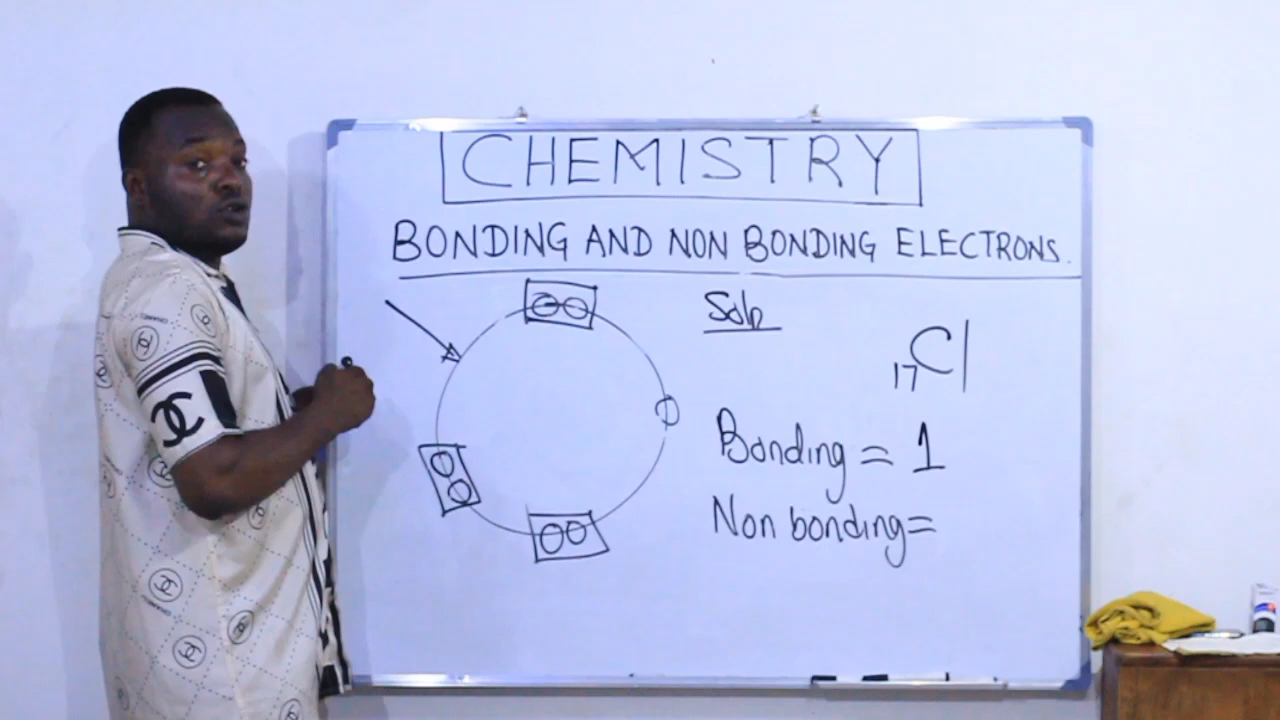 CHEMISTRY
BONDING AND NON BONDING ELECTRONS.
Soln
17Cl
Bonding = 1
Non bonding=